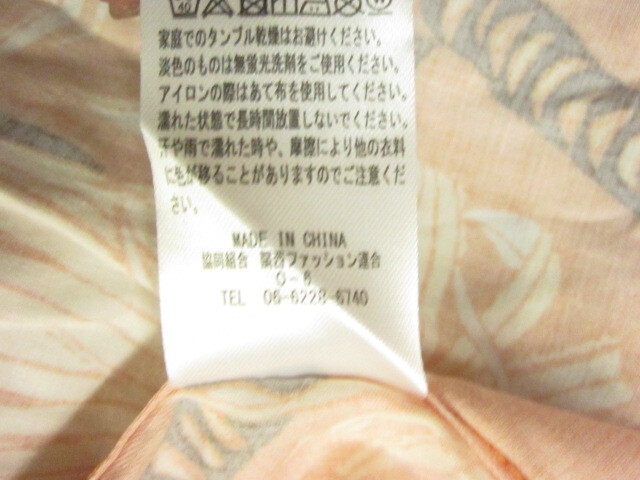 家庭でのタンブル乾燥はお避けください。
淡色のものは無蛍光洗剤をご使用ください。
アイロンの際はあて布を使用してください。
濡れた状態で長時間放置しないでください。
汗や雨で濡れた時や、摩擦により他の衣料
に色が移ることがありますのでご注意くだ
さい。
MADE IN CHINA
協同組合 関西ファッション連合
O-6
TEL 06-6228-6740